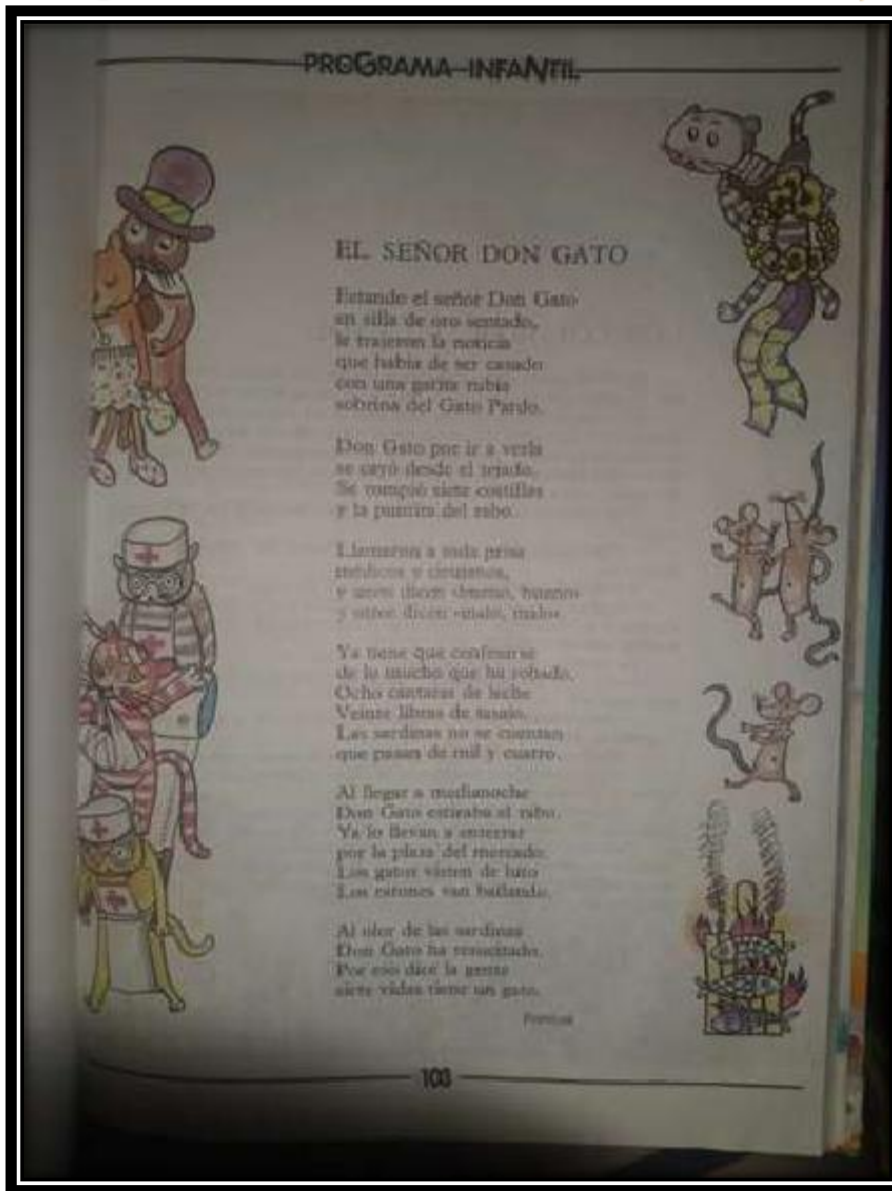 PROGRAMA INFANTIL
EL SEÑOR DON GATO
Estando el señor Don Gato
en silla de oro sentado,
le trajeron la noticia
que había de ser casado
con una gatita rubia
sobrina del Gato Pardo.
Don Gato por ir a verla
se cayó desde el tejado.
Se rompió siete costillas
y la puntita del rabo.
Llamaron a toda prisa
médicos y cirujanos,
y unos dicen «bueno, bueno»
y otros dicen «malo, malo»
Ya tiene que confesarse
de lo mucho que ha robado.
Ocho cántaras de leche
Veinte libras de tasajo.
Las sardinas no se cuentan
que pasan de mil y cuatro.
Al llegar a medianoche
Don Gato estiraba el rabo.
Ya lo llevan a enterrar
por la plaza del mercado.
Los gatos visten de luto
Los ratones van bailando.
Al olor de las sardinas
Don Gato ha resucitado.
Por eso dice la gente
siete vidas tiene un gato.
Popular
103